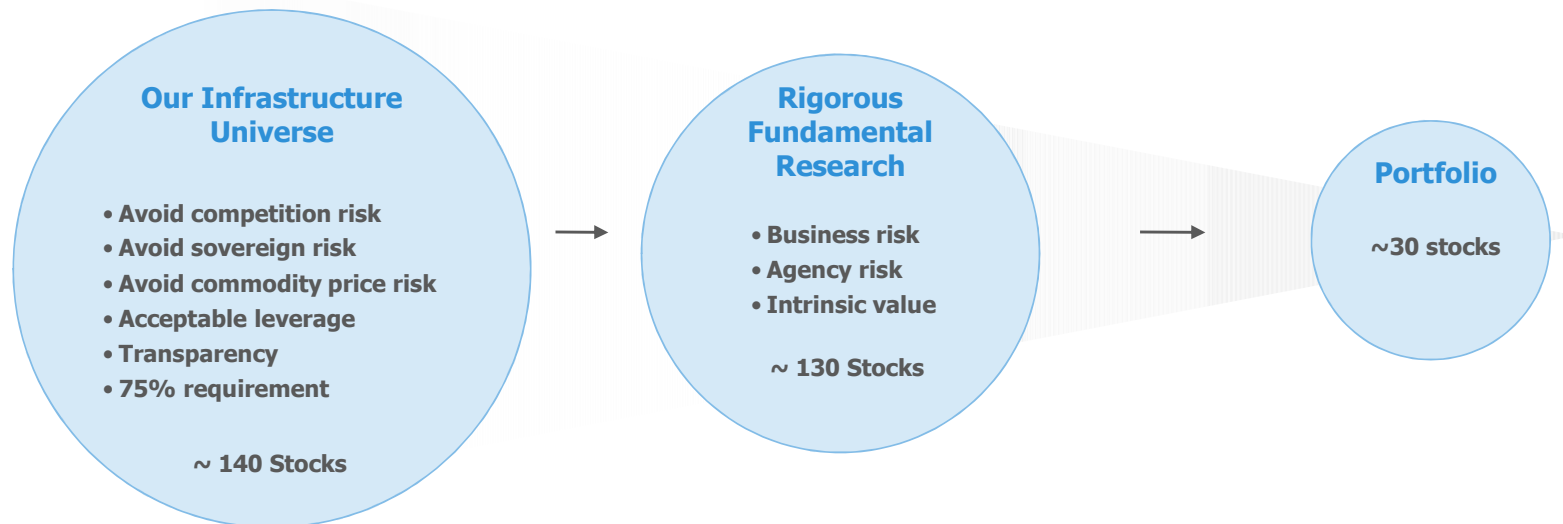 Our Infrastructure
Universe
• Avoid competition risk
• Avoid sovereign risk
• Avoid commodity price risk
• Acceptable leverage
• Transparency
• 75% requirement
~ 140 Stocks
Rigorous
Fundamental
Research
• Business risk
• Agency risk
• Intrinsic value
~ 130 Stocks
Portfolio
~30 stocks